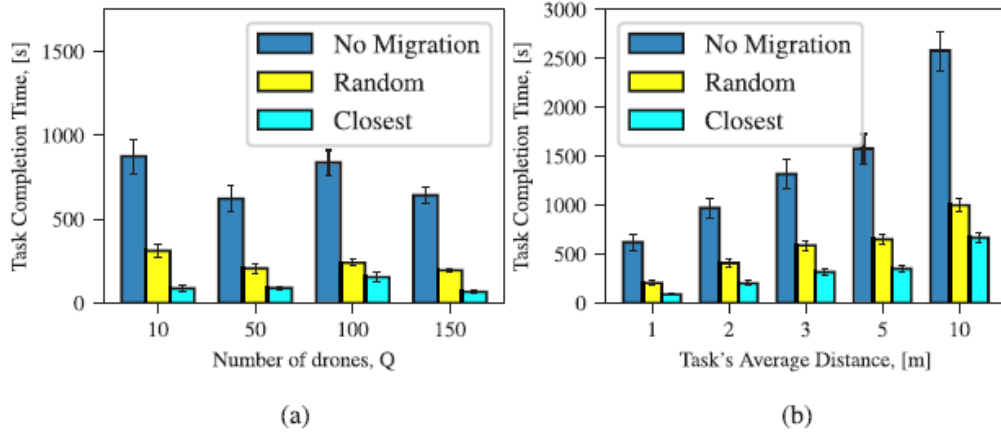 Task Completion Time, [s]
1500
1000
500
0
No Migration
Random
Closest
10 50 100 150
Number of drones, Q
(a)
Task Completion Time, [s]
3000
2500
2000
1500
1000
500
0
No Migration
Random
Closest
1 2 3 5 10
Task's Average Distance, [m]
(b)